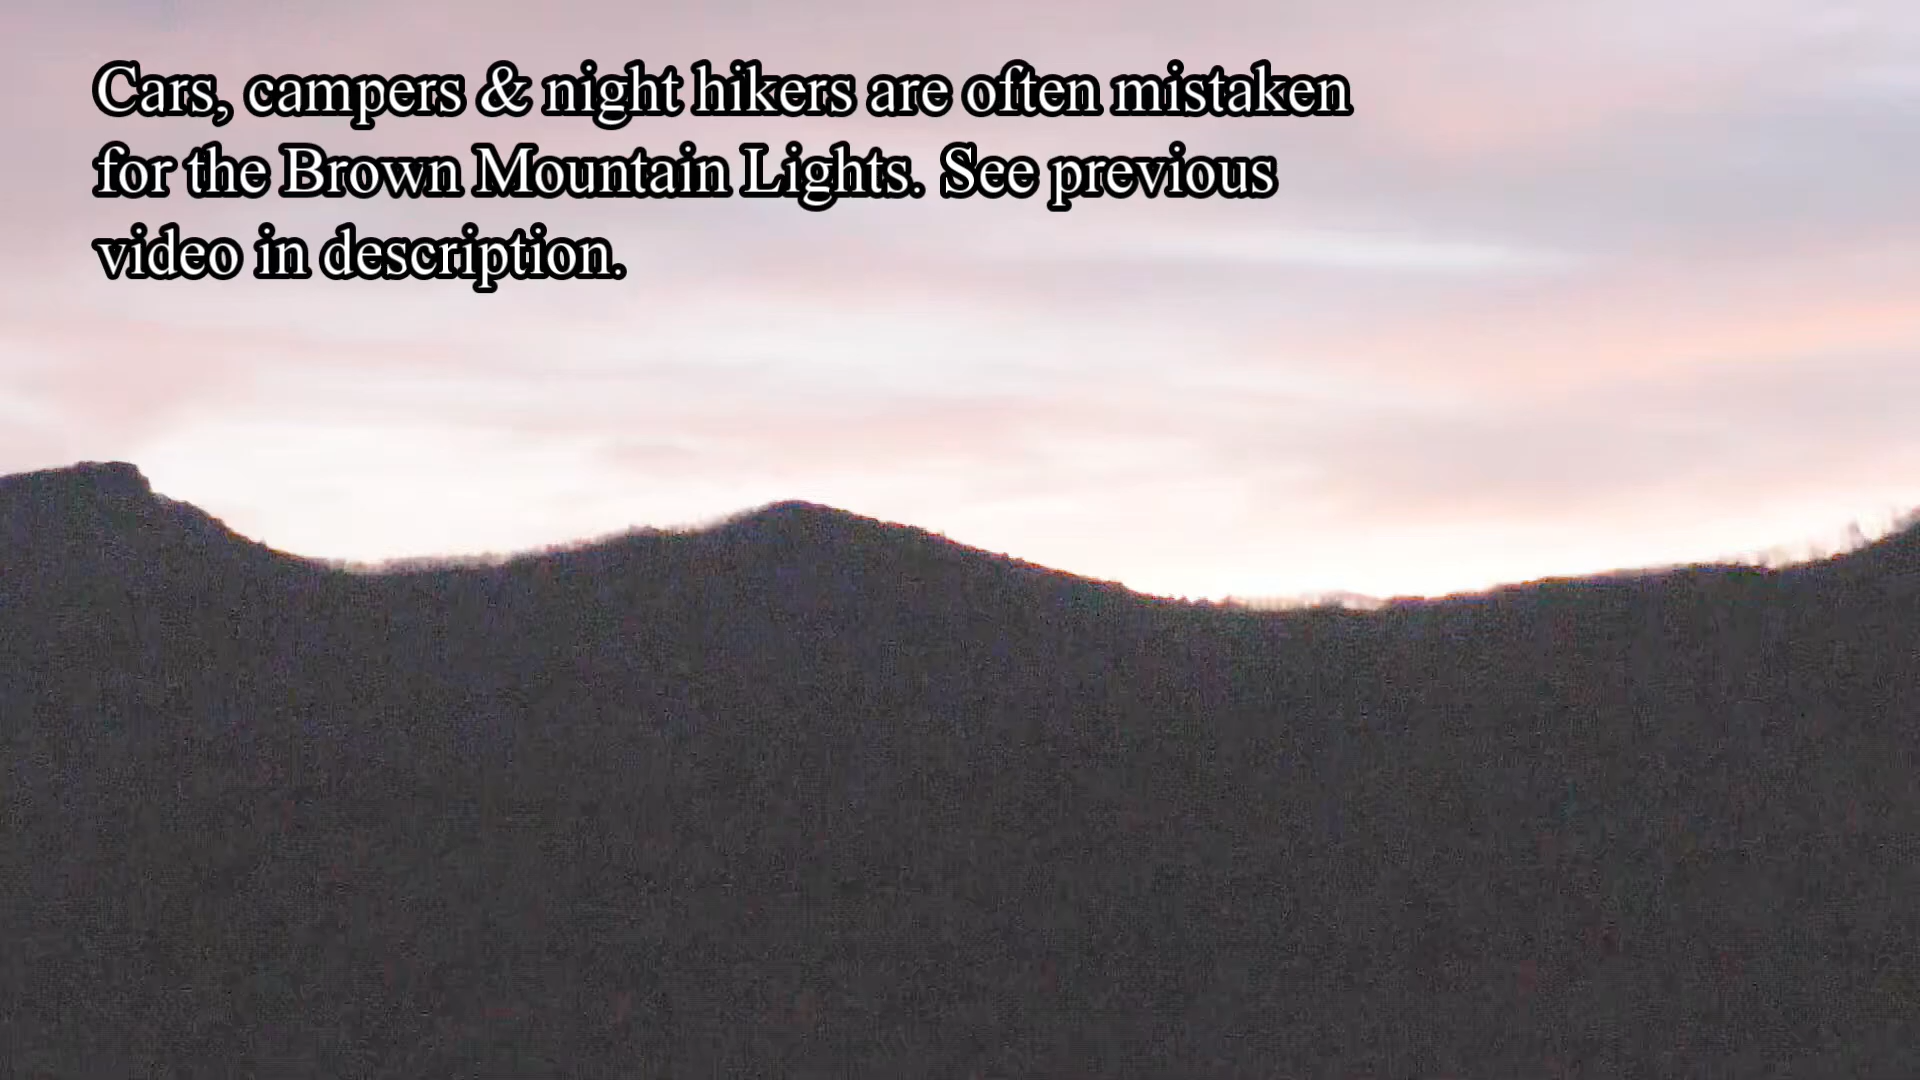 Cars, campers & night hikers are often mistaken
for the Brown Mountain Lights. See previous
video in description.